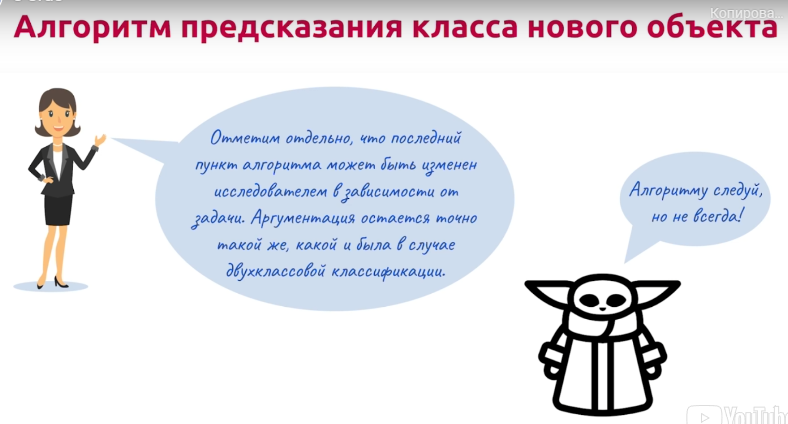 Копирова...
Алгоритм предсказания класса нового объекта
Отметим отдельно, что последний
пункт алгоритма может быть изменен
исследователем в зависимости от
задачи. Аргументация остается точно
такой же, какой и была в случае
двухклассовой классификации.
Алгоритму следуй,
но не всегда!
YouTube